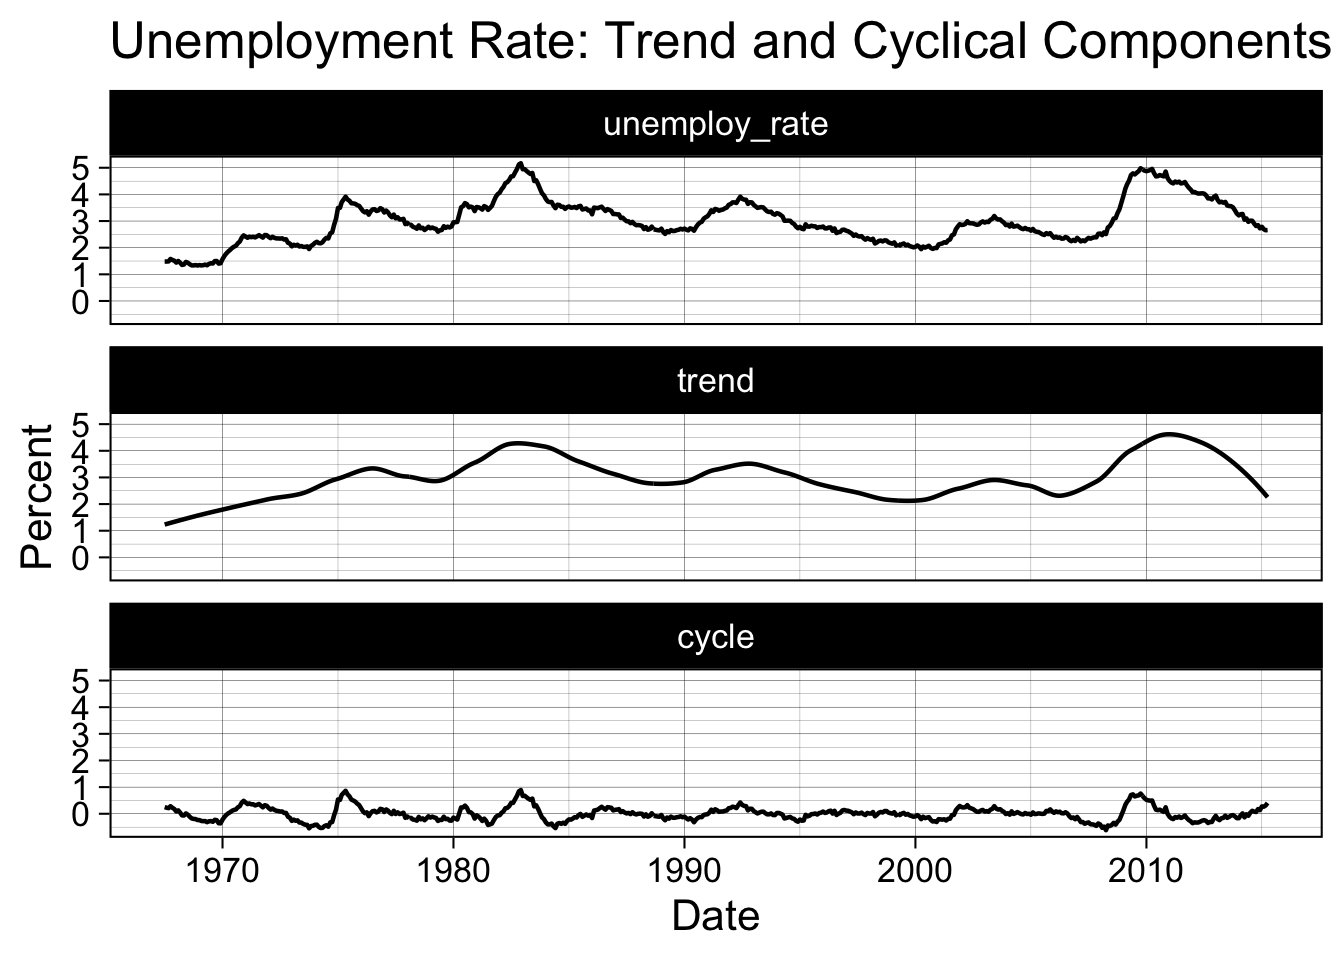 Unemployment Rate: Trend and Cyclical Components
unemploy_rate
5
4
3
2
1
0
trend
5
4
3
2
1
0
Percent
cycle
5
4
3
2
1
0
1970 1980 1990 2000 2010
Date